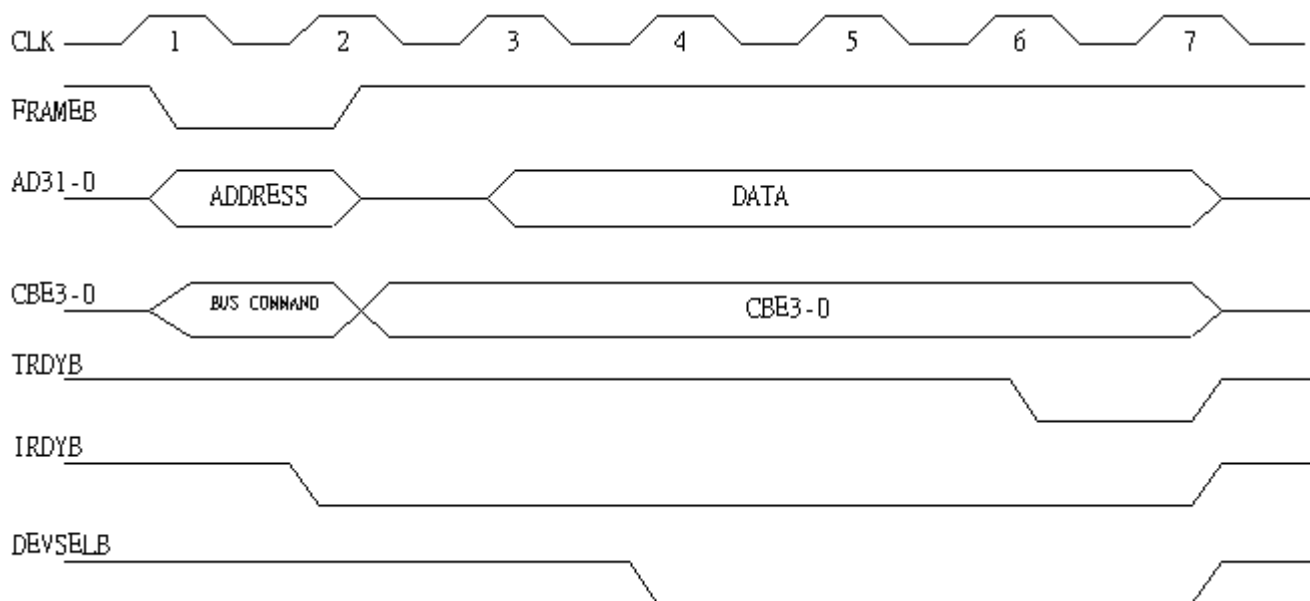 CLK 1 2 3 4 5 6 7
FRAMEB
AD31-0 ADDRESS DATA
CBE3-0 BUS COMMAND CBE3-0
TRDYB
IRDYB
DEVSELB